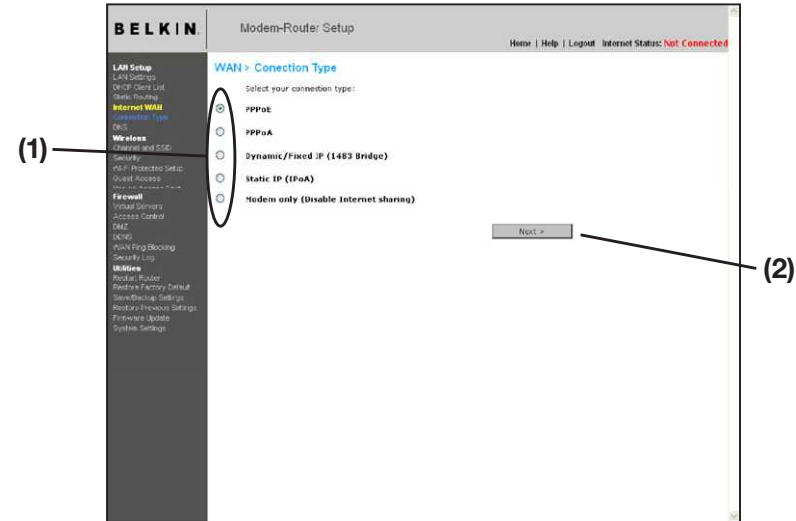 BELKIN.
Modem-Router Setup
Home | Help | Logout Internet Status: Not Connected
LAN Setup
LAN Settings
DHCP Client List
Static Routing
Internet WAN
Connection Type
DNS
Wireless
Channel and SSID
Security
Wi-Fi Protected Setup
Guest Access
Firewall
Virtual Servers
Access Control
DMZ
DDNS
WAN Ping Blocking
Security Log
Utilities
Restart Router
Restore Factory Default
Save/Backup Settings
Restore Previous Settings
Firmware Update
System Settings
WAN > Conection Type
Select your connection type:
PPPoE
PPPoA
Dynamic/Fixed IP (1483 Bridge)
Static IP (IPoA)
Modem only (Disable Internet sharing)
Next >
(1)
(2)